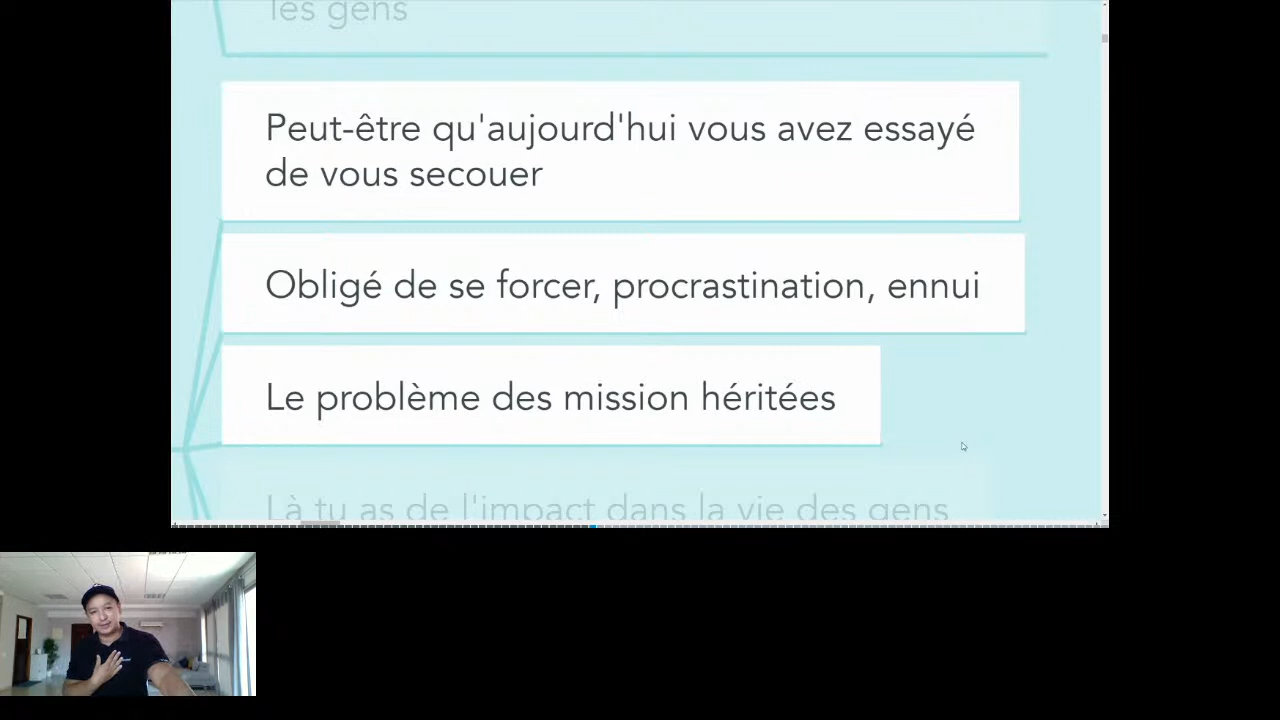 les gens
Peut-être qu'aujourd'hui vous avez essayé
de vous secouer
Obligé de se forcer, procrastination, ennui
Le problème des mission héritées
Là tu as de l'impact dans la vie des gens